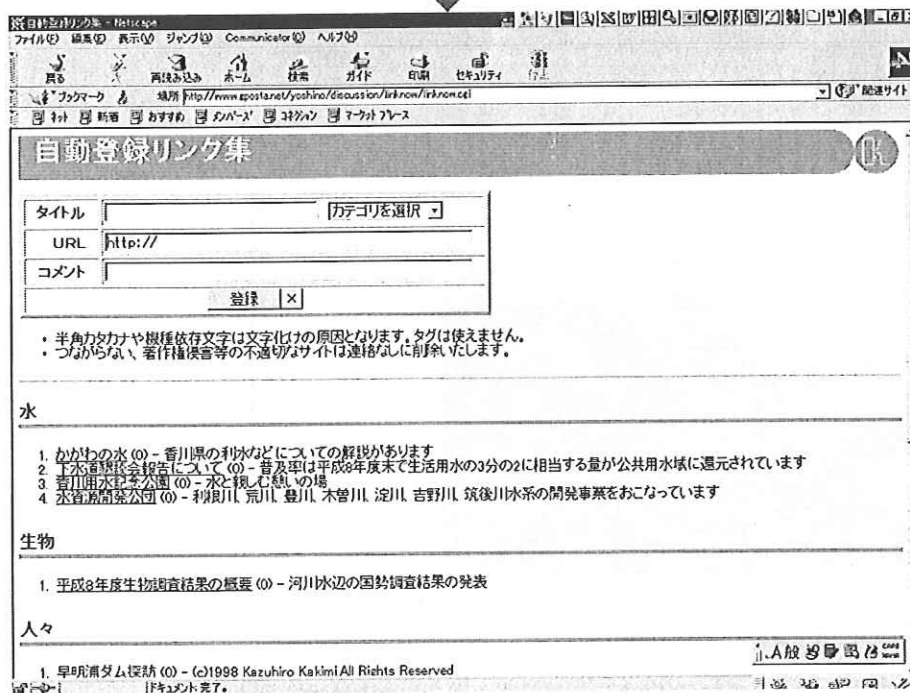 自動登録リンク集 - Netscape
ファイル(F) 編集(E) 表示(V) ジャンプ(G) Communicator(C) ヘルプ(H)
戻る 再読み込み ホーム 検索 ガイド 印刷 セキュリティ 停止
ブックマーク 場所 http://www.sposta.net/yoshino/discussion/linknow/linknow.cgi 関連サイト
ネット 新着 おすすめ メンバーズ コネクション マーケットプレース
自動登録リンク集
タイトル カテゴリを選択
URL http://
コメント
登録 ×
・半角カタカナや機種依存文字は文字化けの原因となります。タグは使えません。
・つながらない、著作権侵害等の不適切なサイトは連絡なしに削除いたします。
水
1. かがわの水 (0) - 香川県の利水などについての解説があります
2. 下水道懇談会報告について (0) - 普及率は平成8年度末で生活用水の3分の2に相当する量が公共用水域に還元されています
3. 香川用水記念公園 (0) - 水と親しむ憩いの場
4. 水資源開発公団 (0) - 利根川、荒川、豊川、木曽川、淀川、吉野川、筑後川水系の開発事業をおこなっています
生物
1. 平成8年度生物調査結果の概要 (0) - 河川水辺の国勢調査結果の発表
人々
1. 早明浦ダム探訪 (0) - (c)1998 Kazuhiro Kakimi All Rights Reserved
A般
ドキュメント完了。